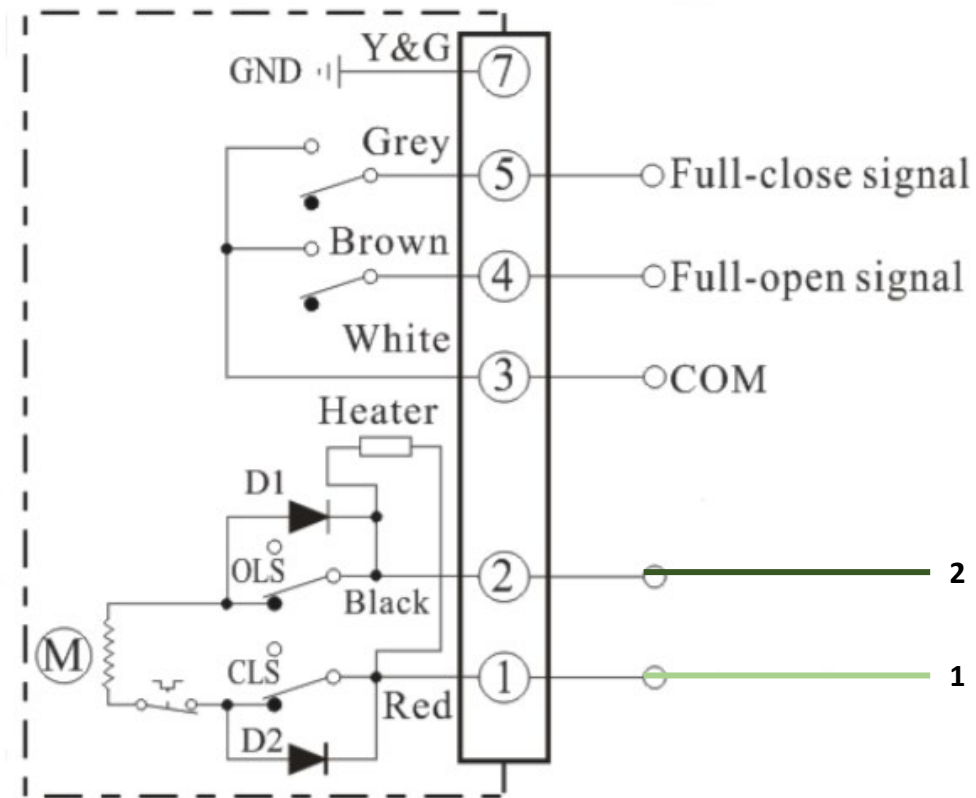 Y&G
GND
7
Grey
5
Full-close signal
Brown
4
Full-open signal
White
3
COM
Heater
D1
OLS
2
2
Black
M
CLS
1
1
Red
D2